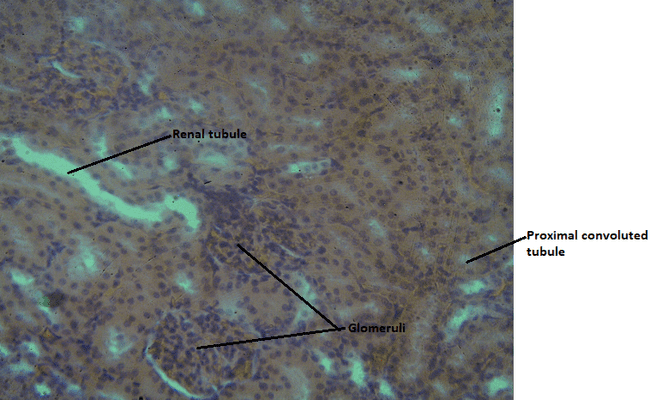 Renal tubule
Proximal convoluted
tubule
Glomeruli